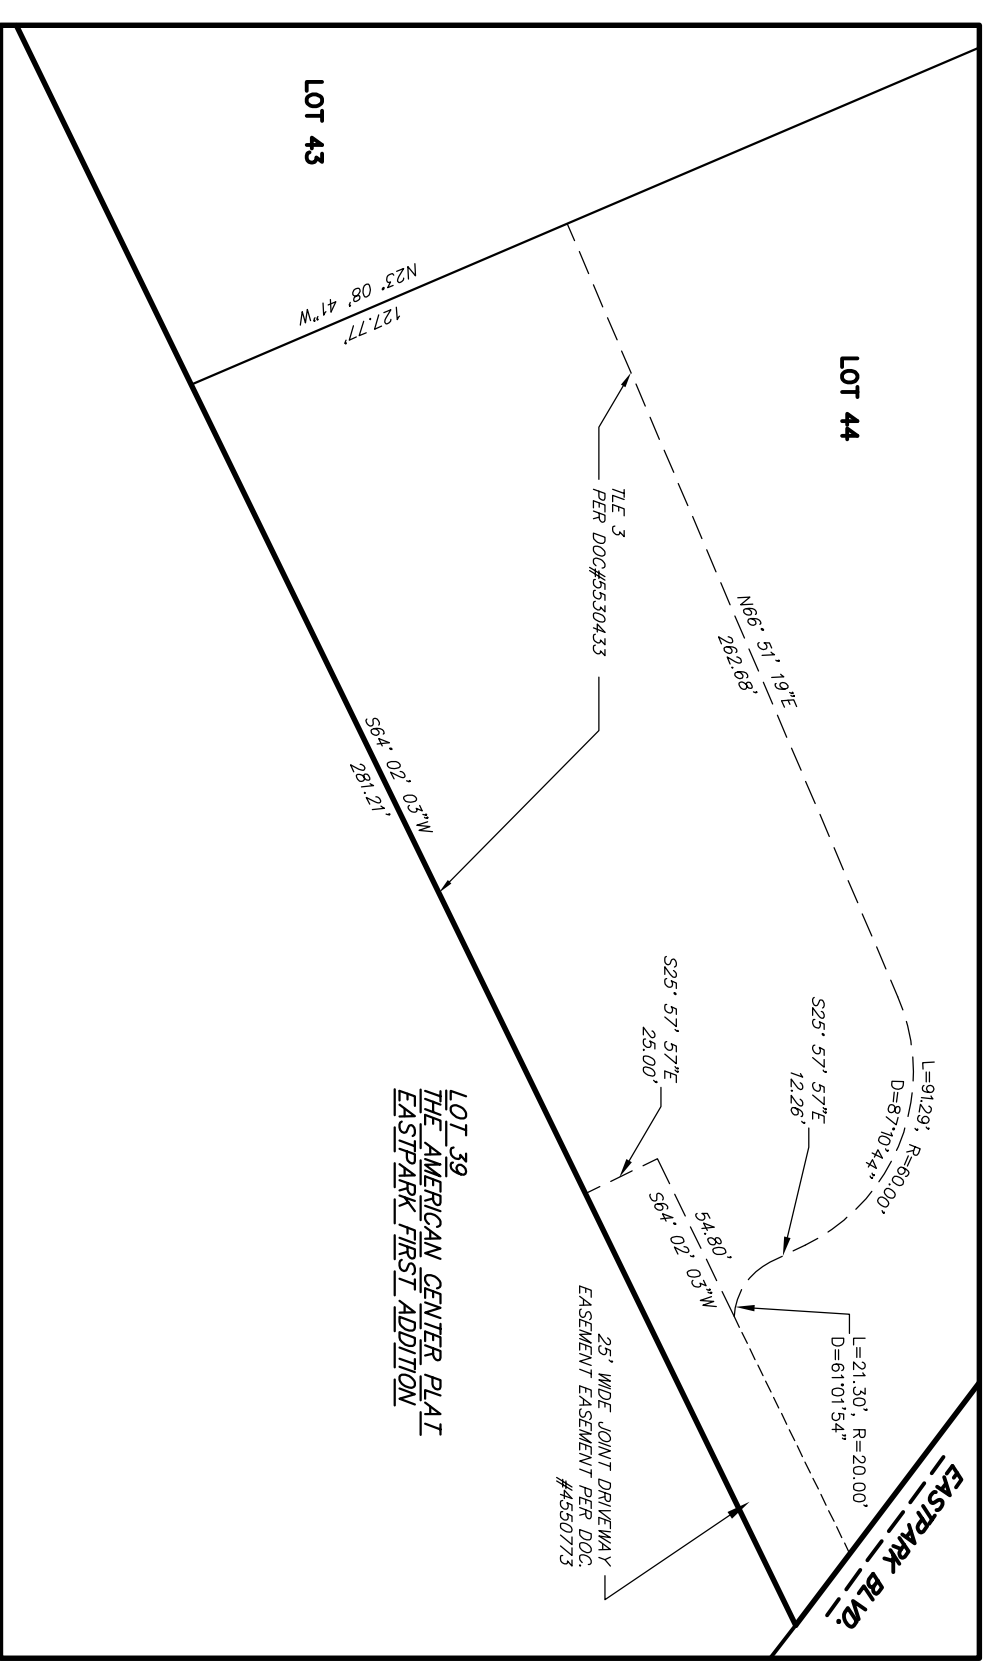 LOT 43
LOT 44
N23° 08' 41"W
127.77'
TLE 3
PER DOC#5530433
N66° 51' 19"E
262.68'
S64° 02' 03"W
281.21'
L=91.29', R=60.00'
D=87°10'44"
S25° 57' 57"E
12.26'
S25° 57' 57"E
25.00'
54.80'
S64° 02' 03"W
L=21.30', R=20.00'
D=61°01'54"
EASTPARK BLVD.
25' WIDE JOINT DRIVEWAY
EASEMENT EASEMENT PER DOC.
#4550773
LOT 39
THE AMERICAN CENTER PLAT
EASTPARK FIRST ADDITION